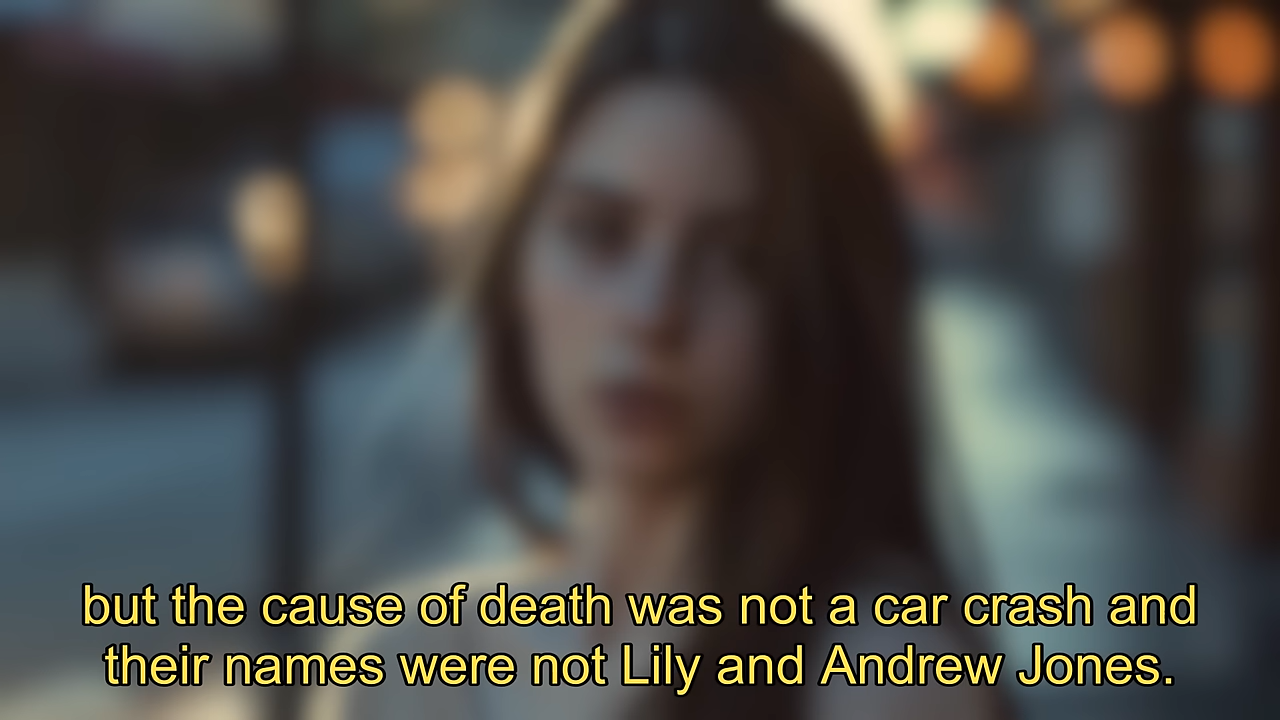 but the cause of death was not a car crash and
their names were not Lily and Andrew Jones.